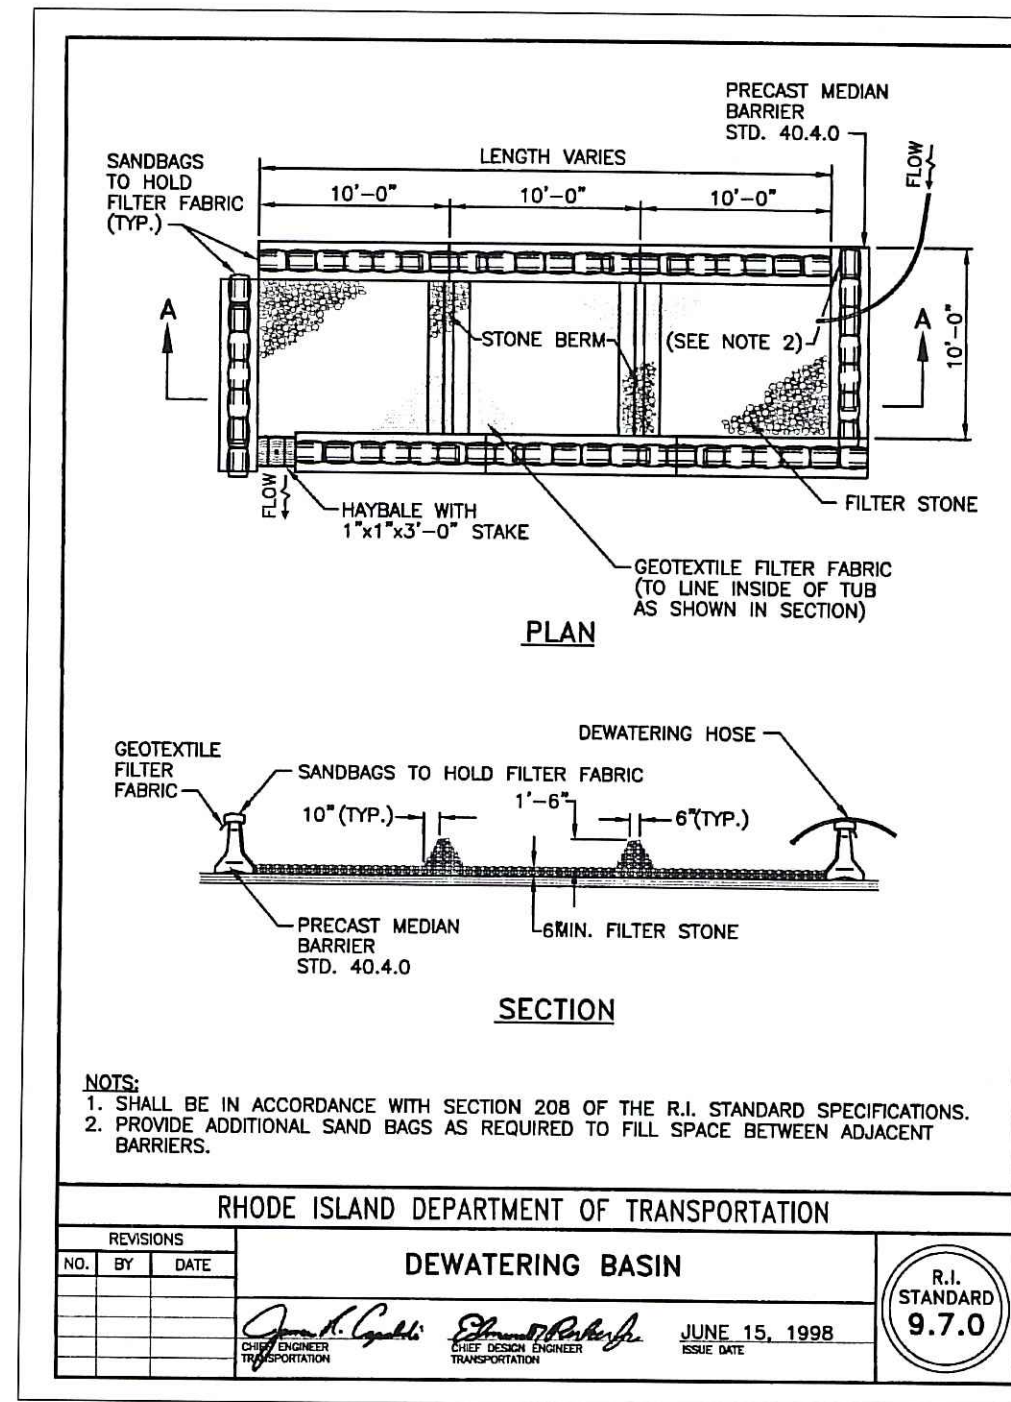 PRECAST MEDIAN
BARRIER
STD. 40.4.0
FLOW
SANDBAGS
TO HOLD
FILTER FABRIC
(TYP.)
LENGTH VARIES
10'-0"
10'-0"
10'-0"
A
STONE BERM
(SEE NOTE 2)
A
10'-0"
FLOW
HAYBALE WITH
1"x1"x3'-0" STAKE
FILTER STONE
GEOTEXTILE FILTER FABRIC
(TO LINE INSIDE OF TUB
AS SHOWN IN SECTION)
PLAN
DEWATERING HOSE
GEOTEXTILE
FILTER
FABRIC
SANDBAGS TO HOLD FILTER FABRIC
10"(TYP.)
1'-6"
6"(TYP.)
PRECAST MEDIAN
BARRIER
STD. 40.4.0
6"MIN. FILTER STONE
SECTION
NOTS:
1. SHALL BE IN ACCORDANCE WITH SECTION 208 OF THE R.I. STANDARD SPECIFICATIONS.
2. PROVIDE ADDITIONAL SAND BAGS AS REQUIRED TO FILL SPACE BETWEEN ADJACENT
BARRIERS.
RHODE ISLAND DEPARTMENT OF TRANSPORTATION
REVISIONS
NO. BY DATE
DEWATERING BASIN
CHIEF ENGINEER
TRANSPORTATION
CHIEF DESIGN ENGINEER
TRANSPORTATION
JUNE 15, 1998
ISSUE DATE
R.I.
STANDARD
9.7.0